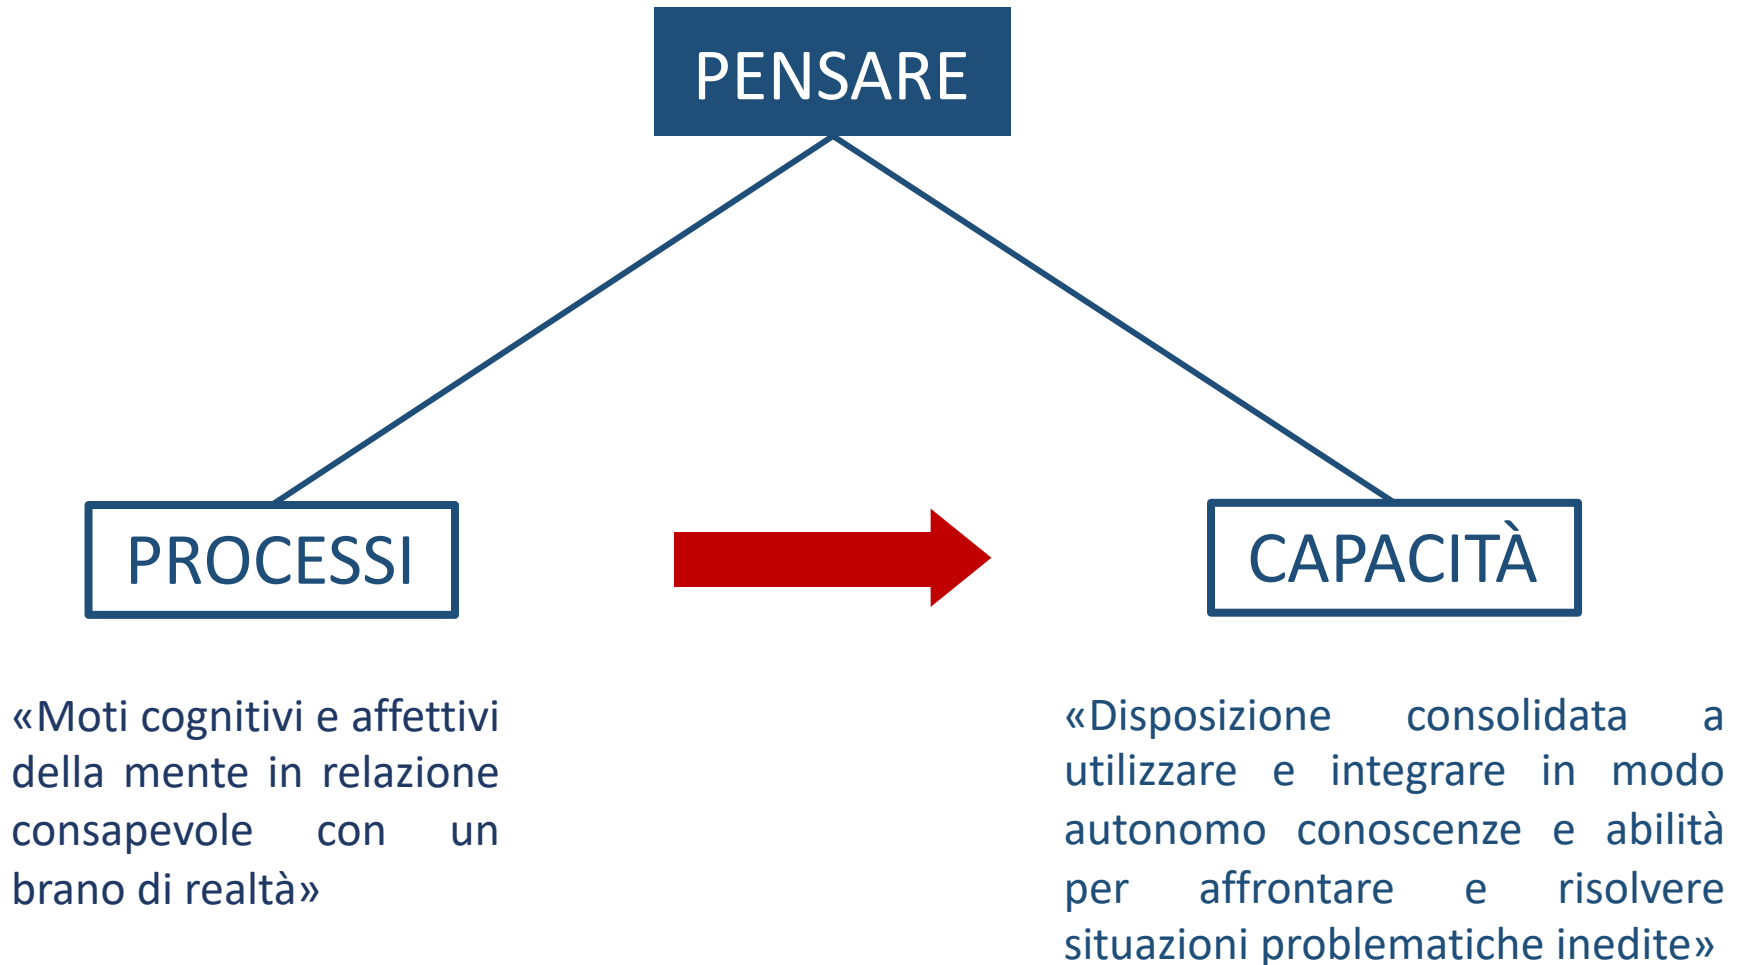 PENSARE
PROCESSI
CAPACITÀ
«Moti cognitivi e affettivi
della mente in relazione
consapevole con un
brano di realtà»
«Disposizione consolidata a
utilizzare e integrare in modo
autonomo conoscenze e abilità
per affrontare e risolvere
situazioni problematiche inedite»